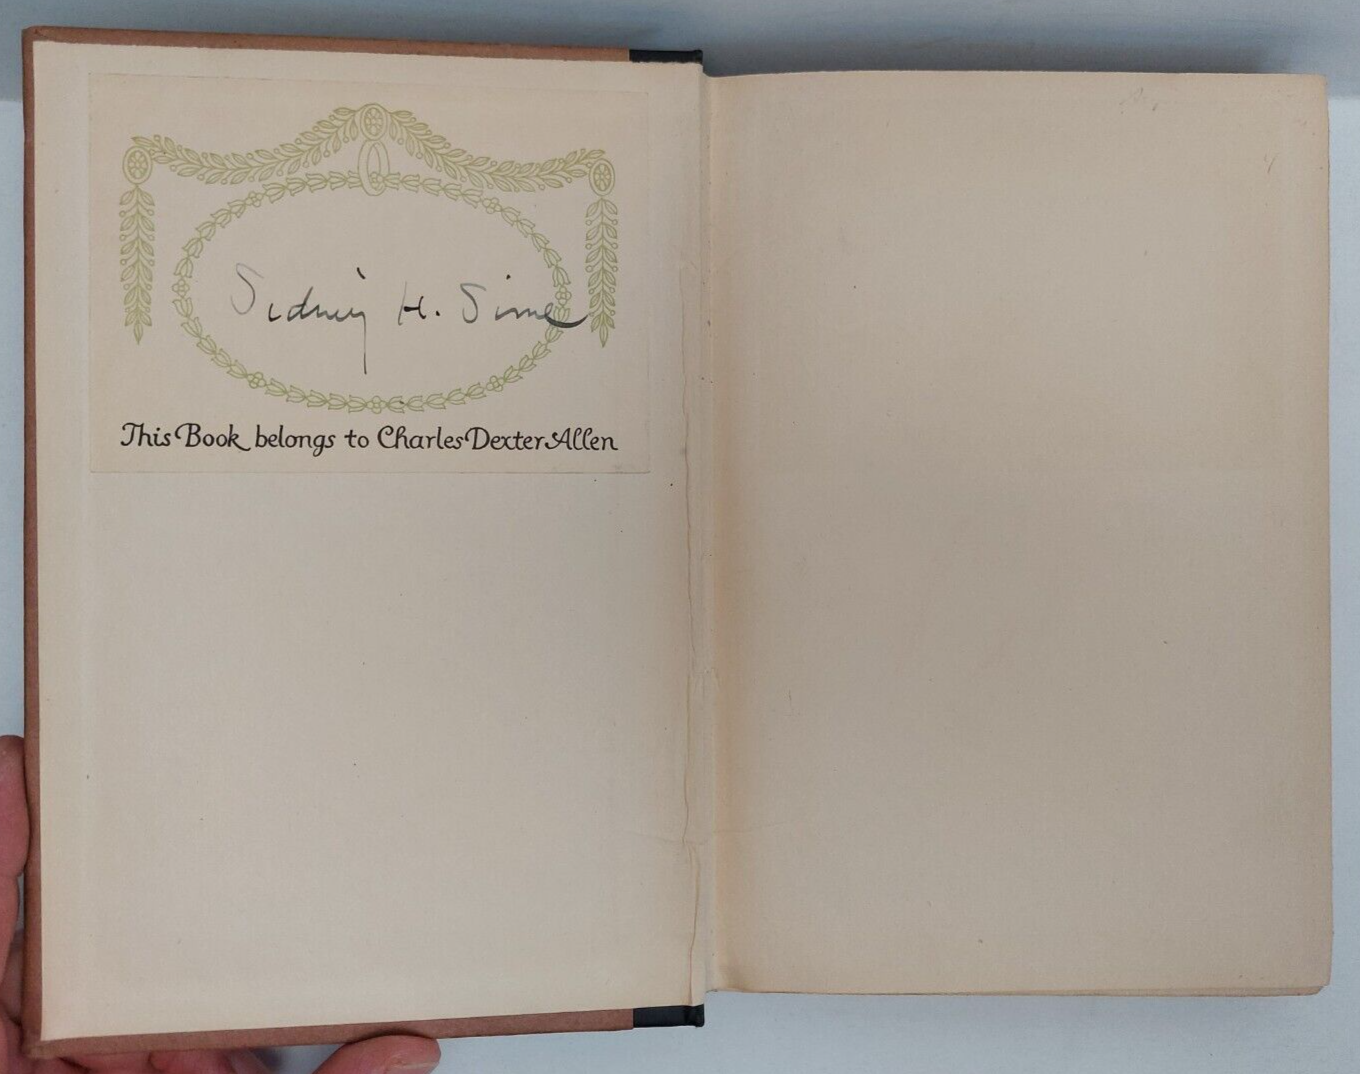 Sidney H. Sime
This Book belongs to Charles Dexter Allen